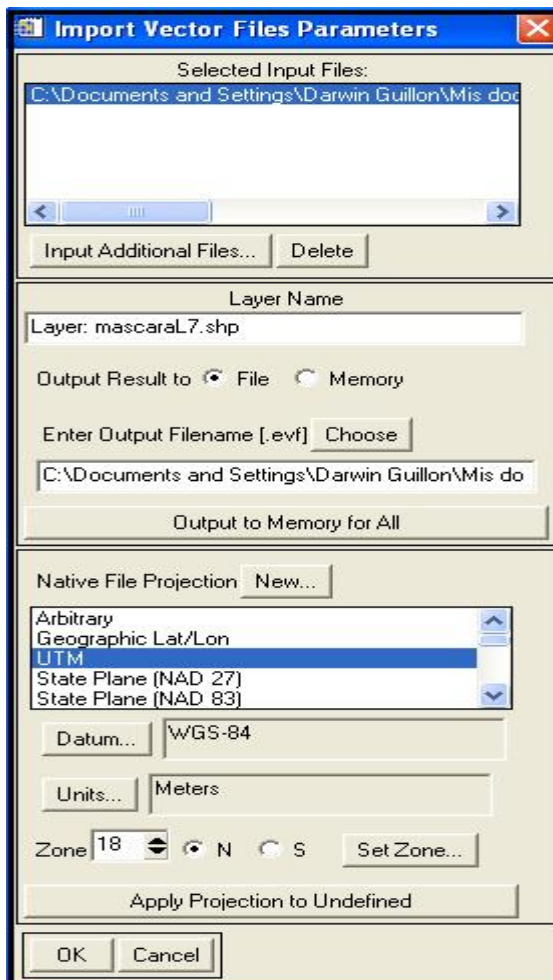 Import Vector Files Parameters
Selected Input Files:
C:\Documents and Settings\Darwin Guillon\Mis doc
Input Additional Files... Delete
Layer Name
Layer: mascaraL7.shp
Output Result to File Memory
Enter Output Filename [.evf] Choose
C:\Documents and Settings\Darwin Guillon\Mis do
Output to Memory for All
Native File Projection New...
Arbitrary
Geographic Lat/Lon
UTM
State Plane (NAD 27)
State Plane (NAD 83)
Datum... WGS-84
Units... Meters
Zone 18 N S Set Zone...
Apply Projection to Undefined
OK Cancel